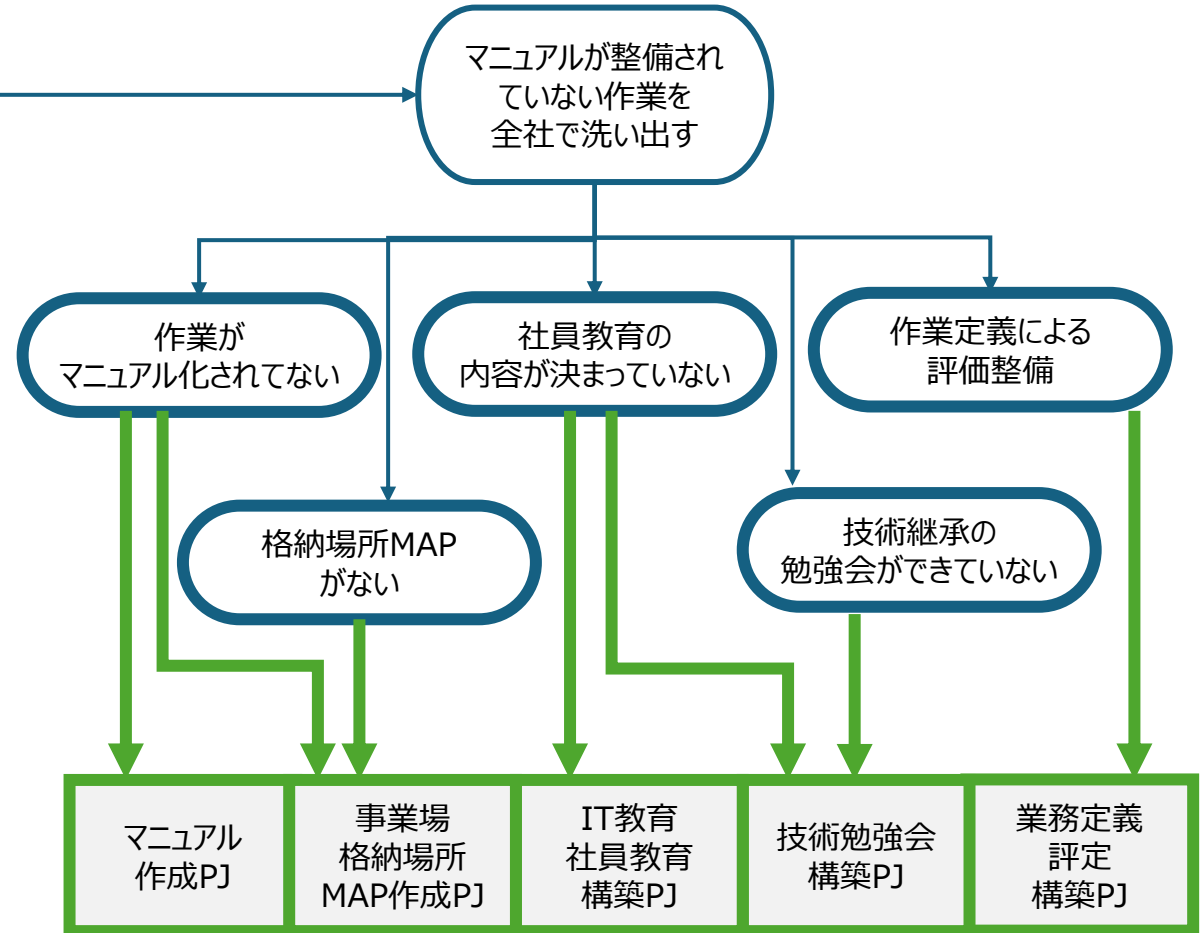 マニュアルが整備され
ていない作業を
全社で洗い出す
作業が
マニュアル化されてない
社員教育の
内容が決まっていない
作業定義による
評価整備
格納場所MAP
がない
技術継承の
勉強会ができていない
マニュアル
作成PJ
事業場
格納場所
MAP作成PJ
IT教育
社員教育
構築PJ
技術勉強会
構築PJ
業務定義
評定
構築PJ